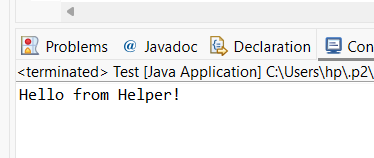 Problems @ Javadoc Declaration Con
<terminated> Test [Java Application] C:\Users\hp\.p2\
Hello from Helper!